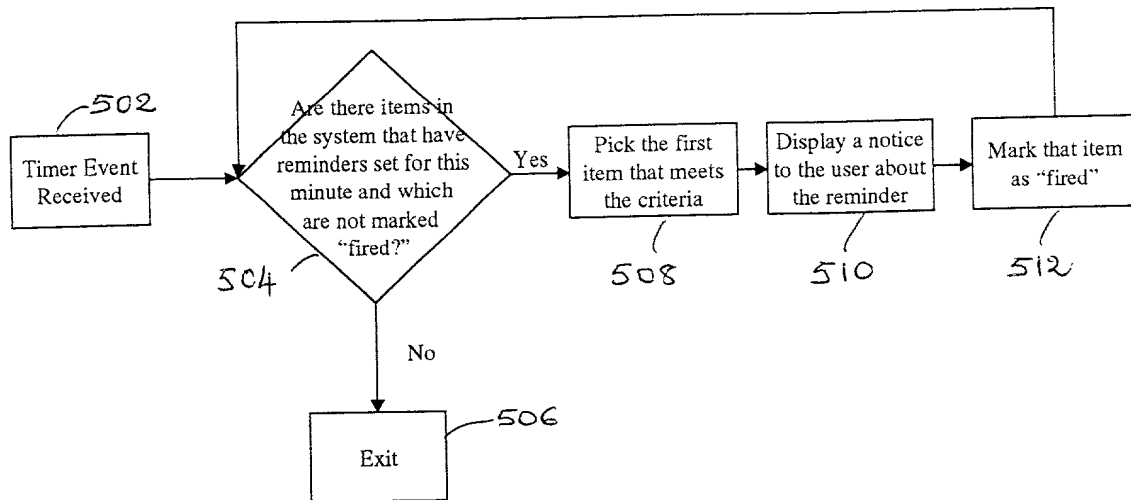 502
Timer Event
Received
Are there items in
the system that have
reminders set for this
minute and which
are not marked
“fired?”
504
Yes
Pick the first
item that meets
the criteria
508
Display a notice
to the user about
the reminder
510
Mark that item
as “fired”
512
No
Exit
506